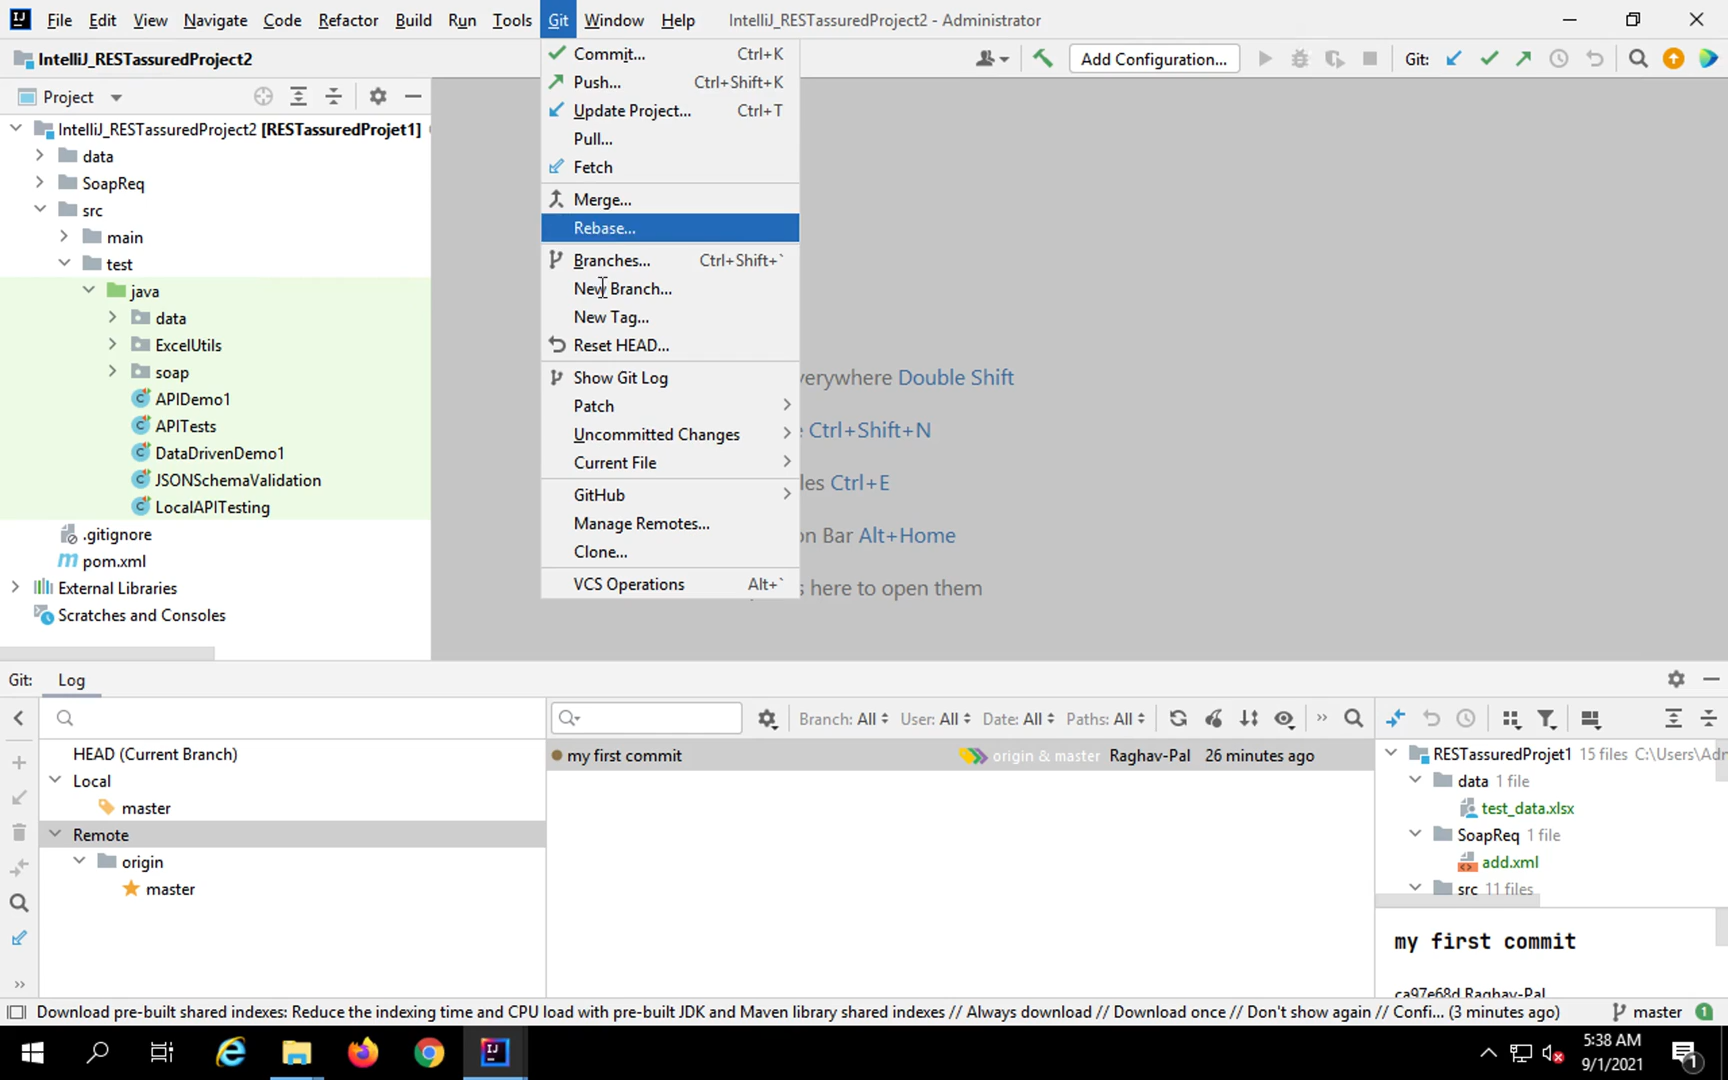 File Edit View Navigate Code Refactor Build Run Tools Git Window Help IntelliJ_RESTassuredProject2 - Administrator
IntelliJ_RESTassuredProject2
Add Configuration...
Git:
Project
IntelliJ_RESTassuredProject2 [RESTassuredProjet1]
data
SoapReq
src
main
test
java
data
ExcelUtils
soap
APIDemo1
APITests
DataDrivenDemo1
JSONSchemaValidation
LocalAPITesting
.gitignore
pom.xml
External Libraries
Scratches and Consoles
Commit... Ctrl+K
Push... Ctrl+Shift+K
Update Project... Ctrl+T
Pull...
Fetch
Merge...
Rebase...
Branches... Ctrl+Shift+`
New Branch...
New Tag...
Reset HEAD...
Show Git Log
Patch
Uncommitted Changes
Current File
GitHub
Manage Remotes...
Clone...
VCS Operations Alt+`
verywhere Double Shift
Ctrl+Shift+N
les Ctrl+E
on Bar Alt+Home
s here to open them
Git: Log
HEAD (Current Branch)
Local
master
Remote
origin
master
Branch: All User: All Date: All Paths: All
my first commit origin & master Raghav-Pal 26 minutes ago
RESTassuredProjet1 15 files C:\Users\Adm
data 1 file
test_data.xlsx
SoapReq 1 file
add.xml
src 11 files
my first commit
ca97e68d Raghav-Pal
Download pre-built shared indexes: Reduce the indexing time and CPU load with pre-built JDK and Maven library shared indexes // Always download // Download once // Don't show again // Confi... (3 minutes ago) master 1
5:38 AM
9/1/2021
1